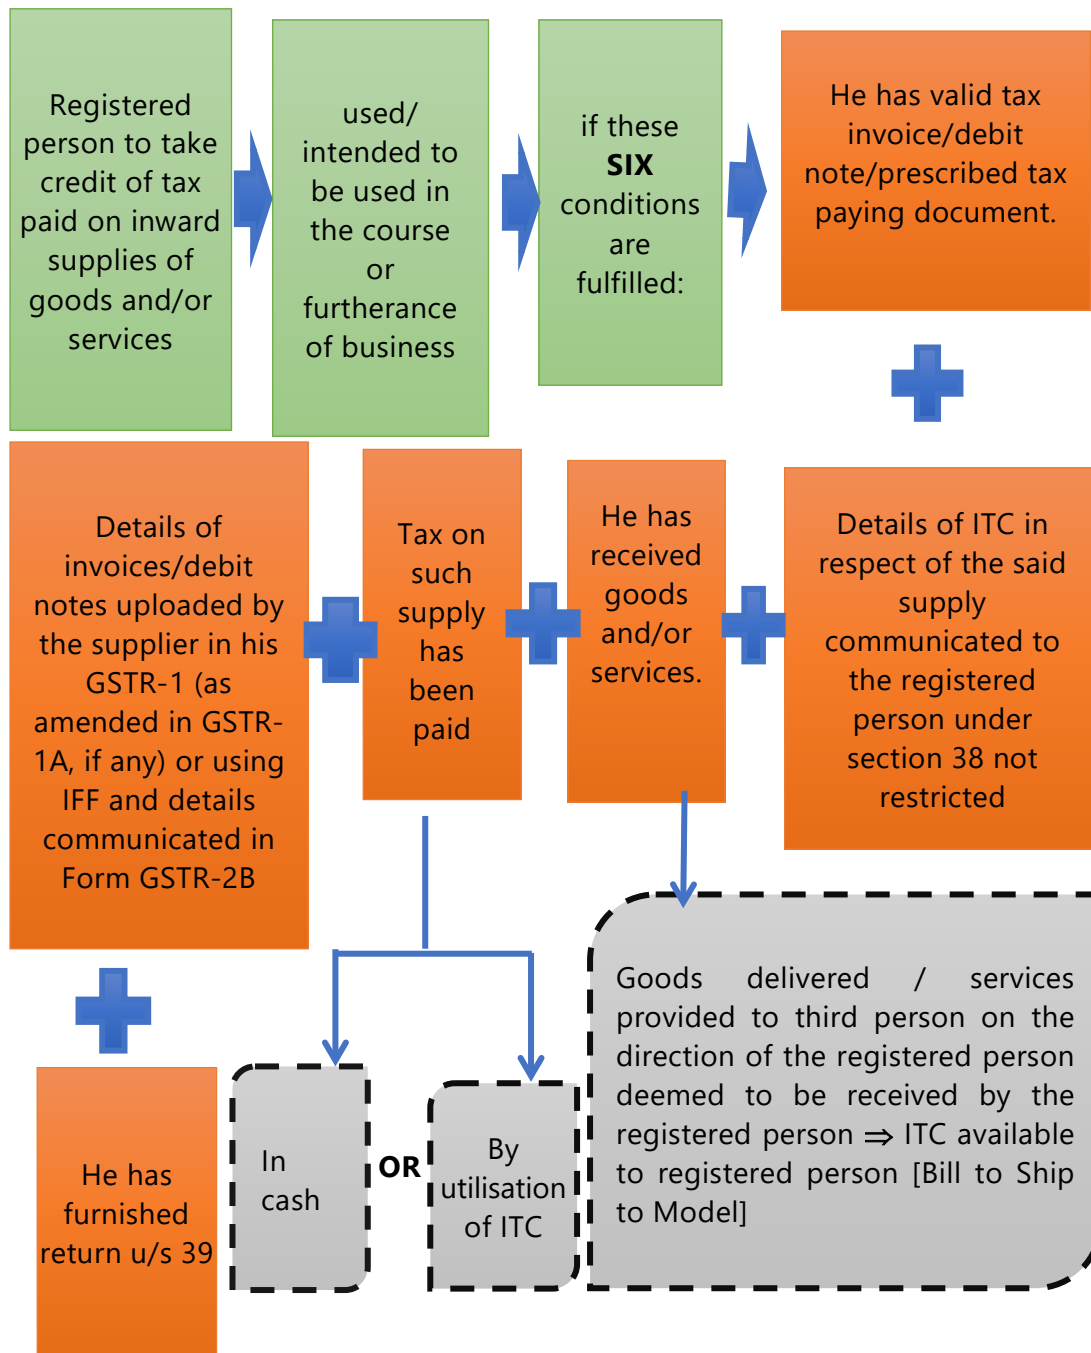 Registered
person to take
credit of tax
paid on inward
supplies of
goods and/or
services
used/
intended to
be used in
the course
or
furtherance
of business
if these
SIX
conditions
are
fulfilled:
He has valid tax
invoice/debit
note/prescribed tax
paying document.
Details of ITC in
respect of the said
supply
communicated to
the registered
person under
section 38 not
restricted
He has
received
goods
and/or
services.
Tax on
such
supply
has
been
paid
Details of
invoices/debit
notes uploaded by
the supplier in his
GSTR-1 (as
amended in GSTR-
1A, if any) or using
IFF and details
communicated in
Form GSTR-2B
He has
furnished
return u/s 39
In
cash
OR
By
utilisation
of ITC
Goods delivered / services
provided to third person on the
direction of the registered person
deemed to be received by the
registered person ⇒ ITC available
to registered person [Bill to Ship
to Model]